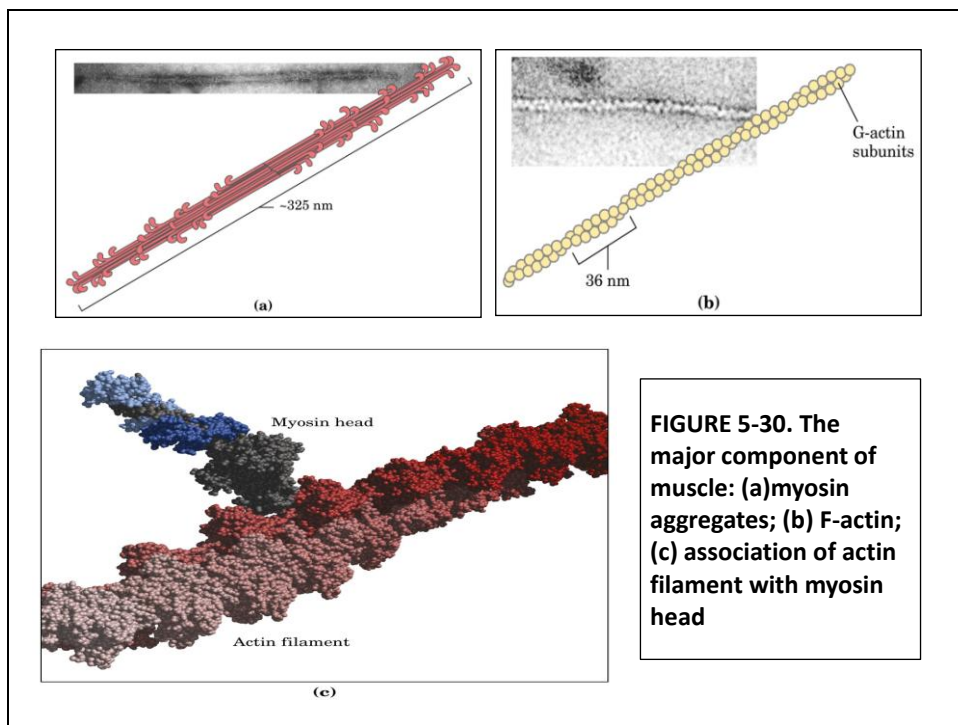 ~325 nm
(a)
G-actin
subunits
36 nm
(b)
Myosin head
Actin filament
(c)
FIGURE 5-30. The
major component of
muscle: (a)myosin
aggregates; (b) F-actin;
(c) association of actin
filament with myosin
head